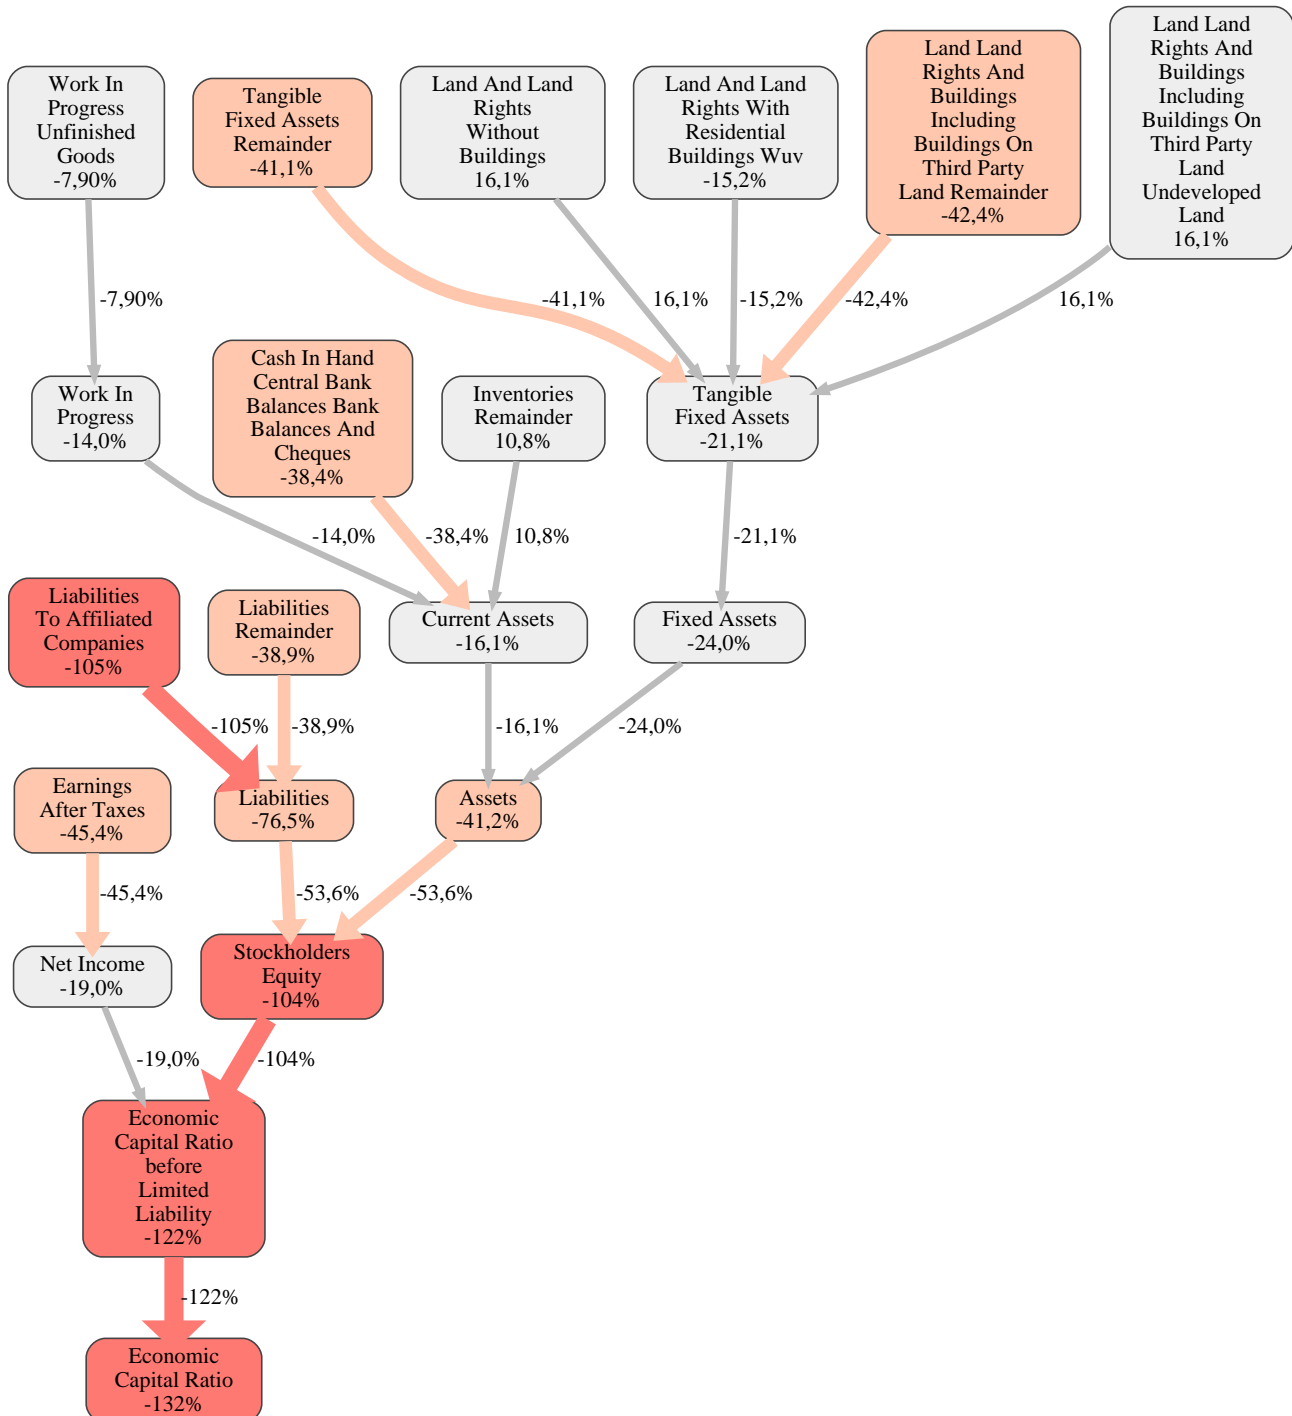 Work In
Progress
Unfinished
Goods
-7,90%
Tangible
Fixed Assets
Remainder
-41,1%
Land And Land
Rights
Without
Buildings
16,1%
Land And Land
Rights With
Residential
Buildings Wuv
-15,2%
Land Land
Rights And
Buildings
Including
Buildings On
Third Party
Land Remainder
-42,4%
Land Land
Rights And
Buildings
Including
Buildings On
Third Party
Land
Undeveloped
Land
16,1%
-7,90%
-41,1%
16,1%
-15,2%
-42,4%
16,1%
Work In
Progress
-14,0%
Cash In Hand
Central Bank
Balances Bank
Balances And
Cheques
-38,4%
Inventories
Remainder
10,8%
Tangible
Fixed Assets
-21,1%
-14,0%
-38,4%
10,8%
-21,1%
Liabilities
To Affiliated
Companies
-105%
Liabilities
Remainder
-38,9%
Current Assets
-16,1%
Fixed Assets
-24,0%
-105%
-38,9%
-16,1%
-24,0%
Earnings
After Taxes
-45,4%
Liabilities
-76,5%
Assets
-41,2%
-45,4%
-53,6%
-53,6%
Net Income
-19,0%
Stockholders
Equity
-104%
-19,0%
-104%
Economic
Capital Ratio
before
Limited
Liability
-122%
-122%
Economic
Capital Ratio
-132%